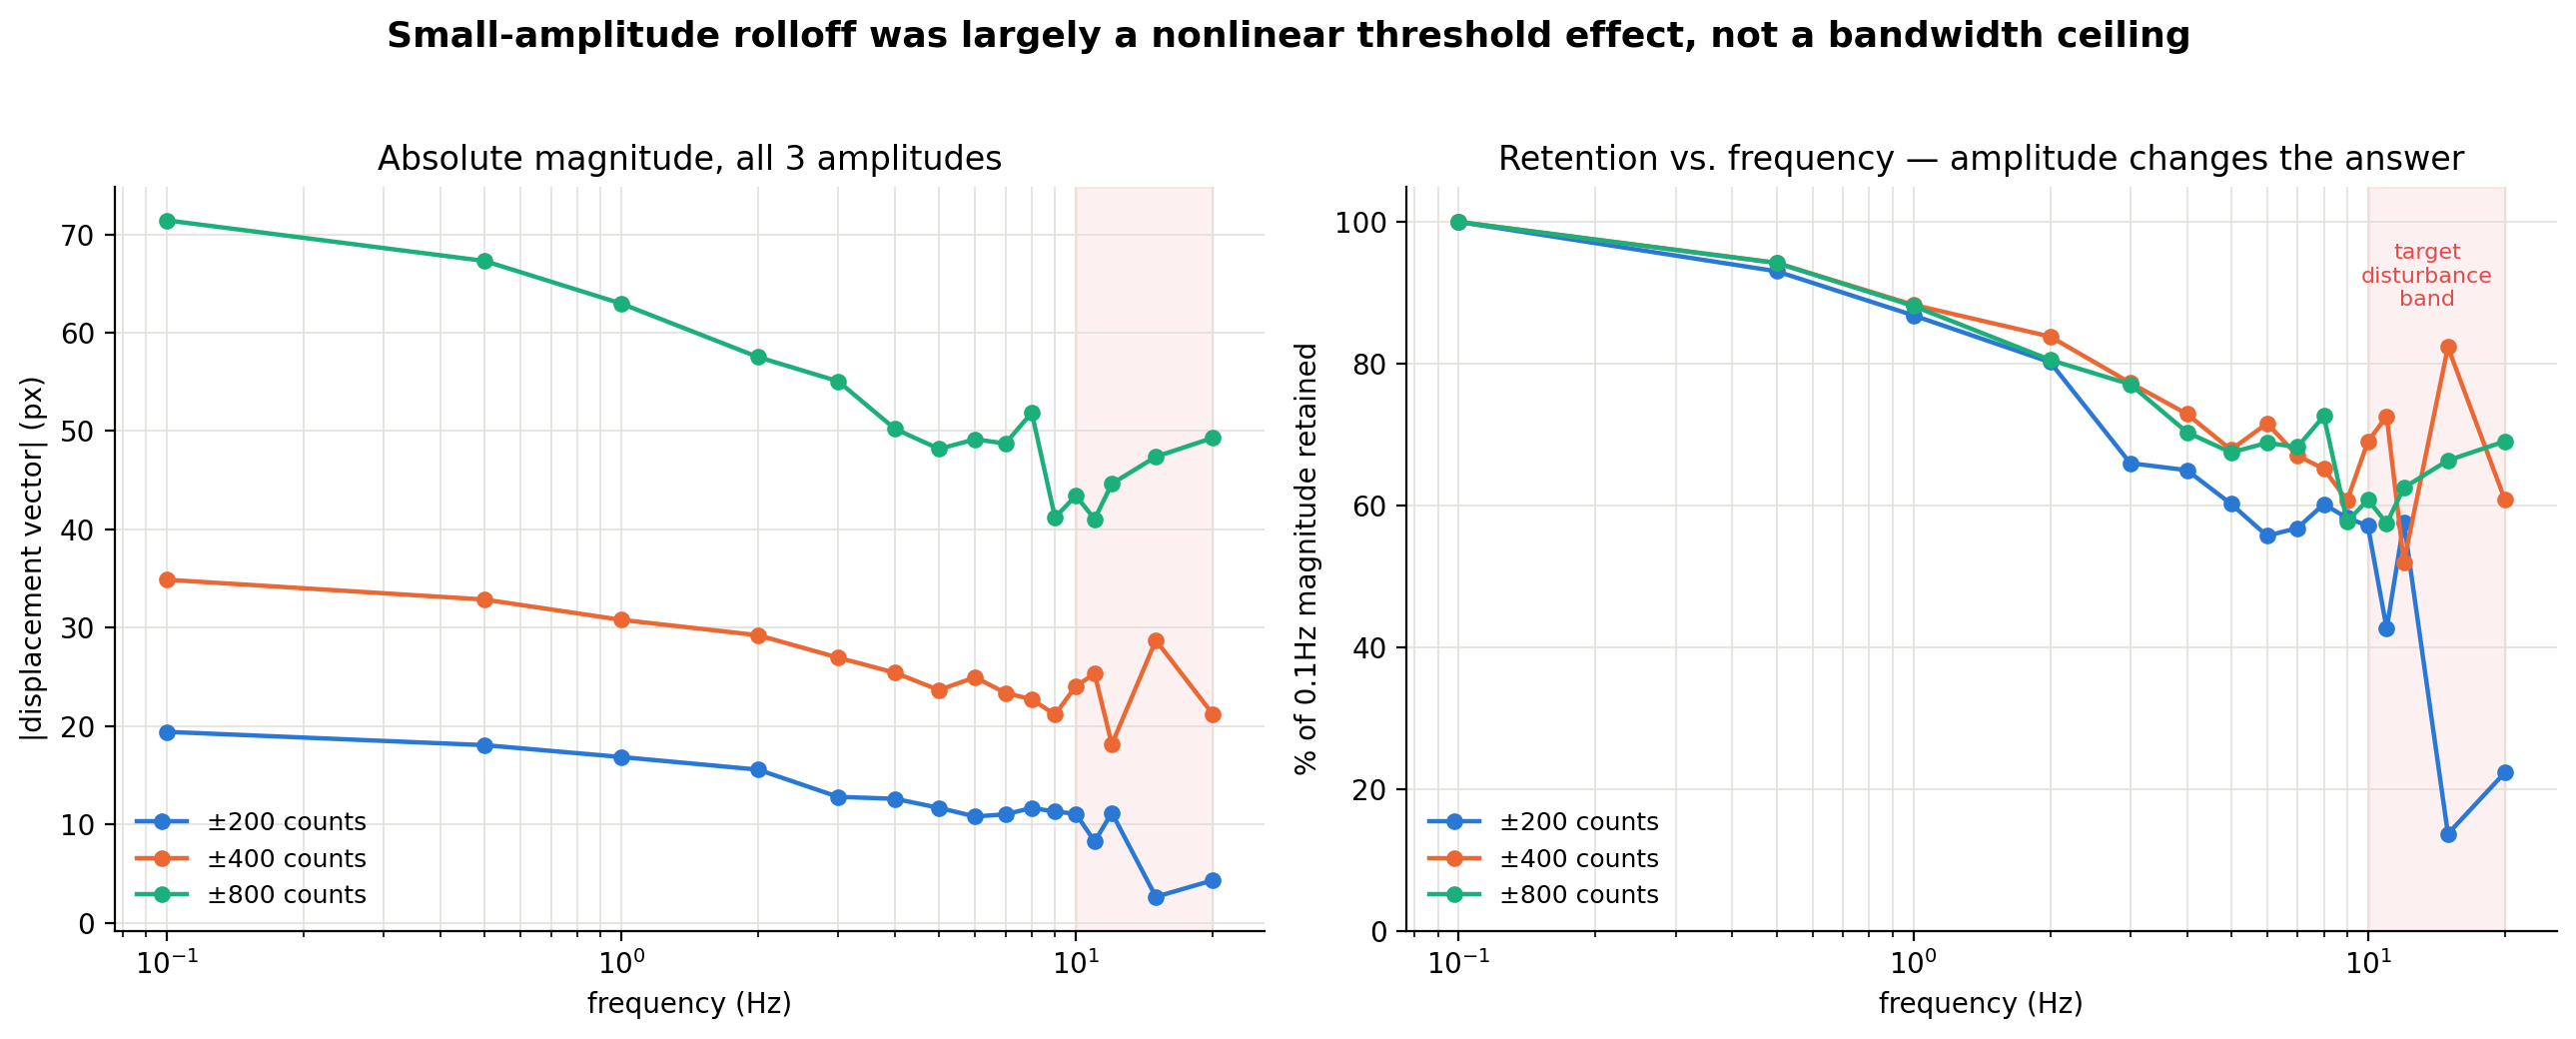 Small-amplitude rolloff was largely a nonlinear threshold effect, not a bandwidth ceiling
Absolute magnitude, all 3 amplitudes
|displacement vector| (px)
70
60
50
40
30
20
10
0
±200 counts
±400 counts
±800 counts
10⁻¹
10⁰
10¹
frequency (Hz)
Retention vs. frequency — amplitude changes the answer
% of 0.1Hz magnitude retained
100
80
60
40
20
0
target
disturbance
band
±200 counts
±400 counts
±800 counts
10⁻¹
10⁰
10¹
frequency (Hz)